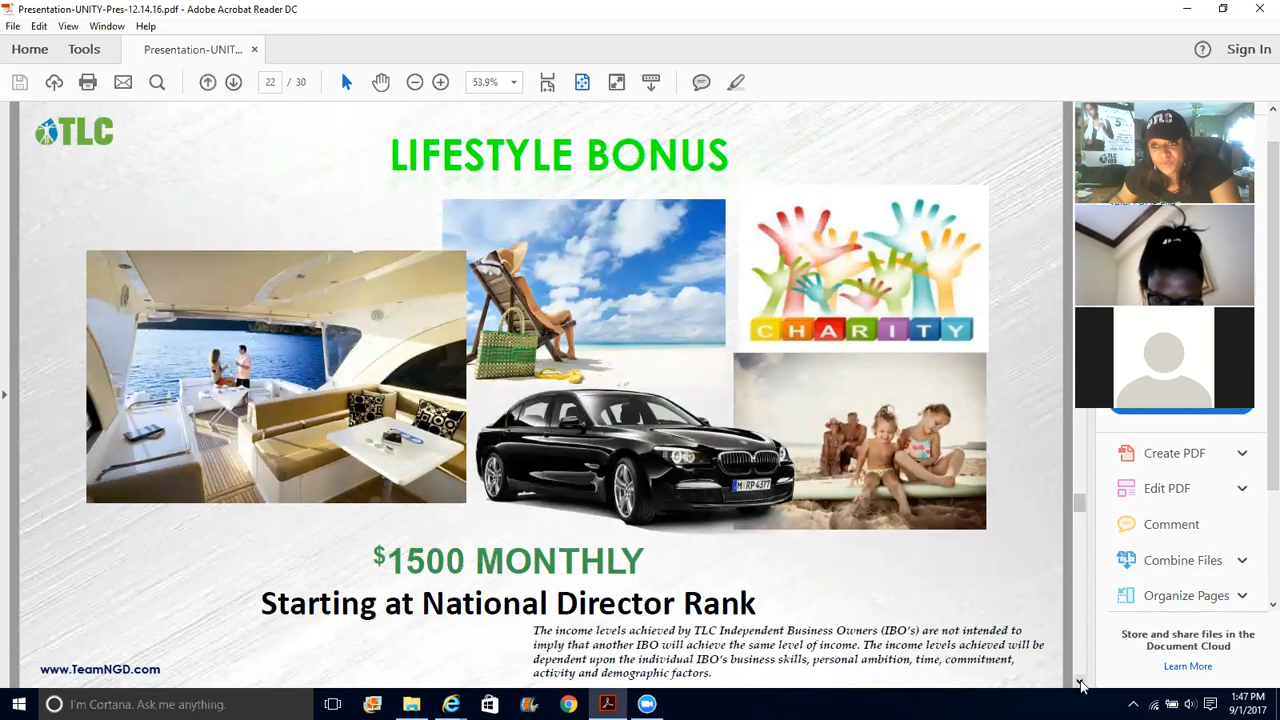 Presentation-UNITY-Pres-12.14.16.pdf - Adobe Acrobat Reader DC
File Edit View Window Help
Home Tools Presentation-UNIT... × Sign In
22 / 30 53.9%
TLC
LIFESTYLE BONUS
CHARITY
M·RP 4377
$1500 MONTHLY
Starting at National Director Rank
The income levels achieved by TLC Independent Business Owners (IBO's) are not intended to
imply that another IBO will achieve the same level of income. The income levels achieved will be
dependent upon the individual IBO's business skills, personal ambition, time, commitment,
activity and demographic factors.
www.TeamNGD.com
TLC
Create PDF
Edit PDF
Comment
Combine Files
Organize Pages
Store and share files in the
Document Cloud
Learn More
I'm Cortana. Ask me anything.
1:47 PM
9/1/2017